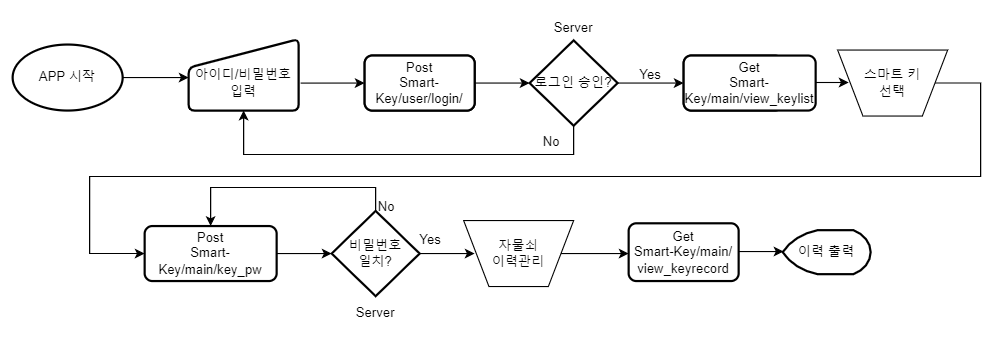 Server
APP 시작
아이디/비밀번호
입력
Post
Smart-
Key/user/login/
로그인 승인?
Yes
Get
Smart-
Key/main/view_keylist
스마트 키
선택
No
Post
Smart-
Key/main/key_pw
No
비밀번호
일치?
Yes
Server
자물쇠
이력관리
Get
Smart-Key/main/
view_keyrecord
이력 출력